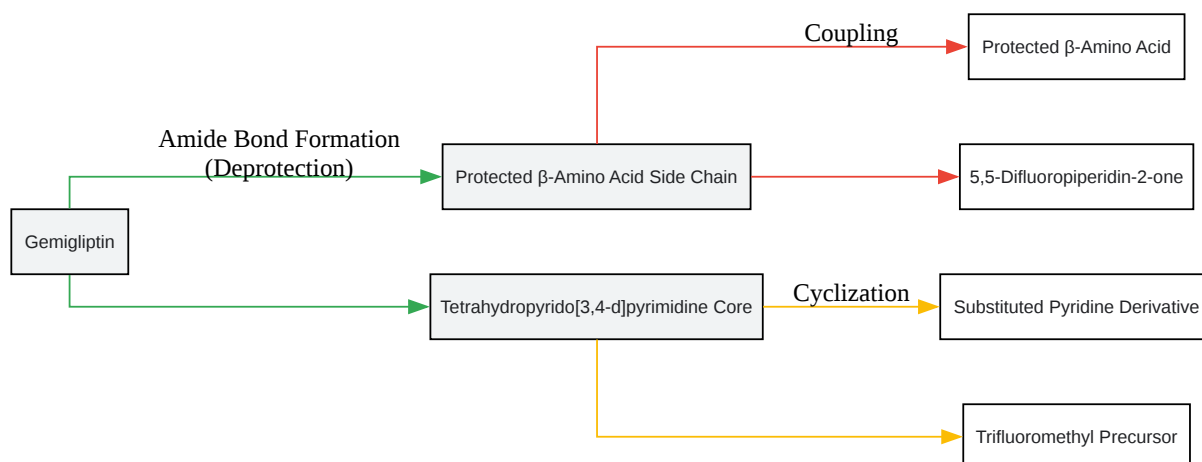 Coupling
Protected β-Amino Acid
Amide Bond Formation
(Deprotection)
Protected β-Amino Acid Side Chain
5,5-Difluoropiperidin-2-one
Gemigliptin
Tetrahydropyrido[3,4-d]pyrimidine Core
Cyclization
Substituted Pyridine Derivative
Trifluoromethyl Precursor